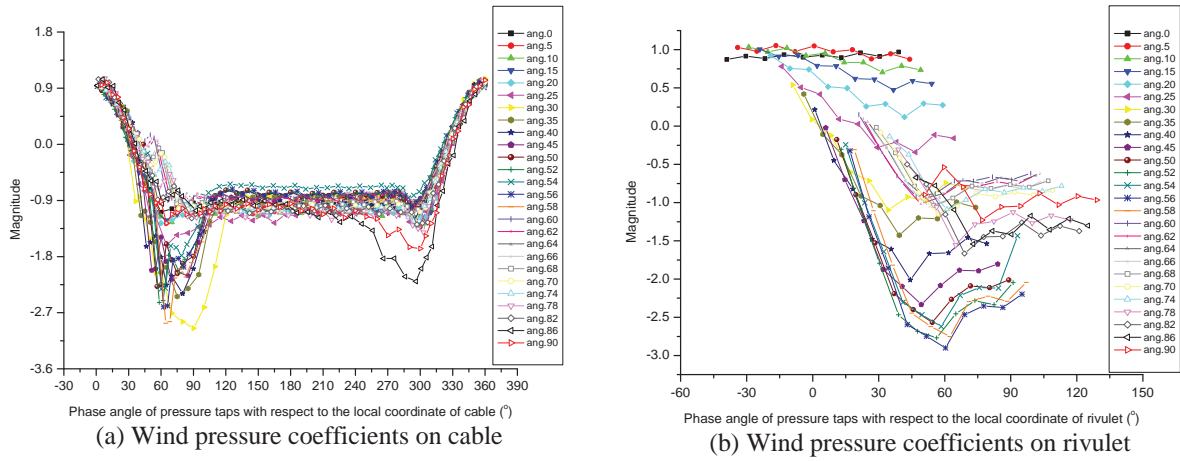 1.8
0.9
0.0
-0.9
-1.8
-2.7
-3.6
-30 0 30 60 90 120 150 180 210 240 270 300 330 360 390
Magnitude
Phase angle of pressure taps with respect to the local coordinate of cable (°)
ang.0
ang.5
ang.10
ang.15
ang.20
ang.25
ang.30
ang.35
ang.40
ang.45
ang.50
ang.52
ang.54
ang.56
ang.58
ang.60
ang.62
ang.64
ang.66
ang.68
ang.70
ang.74
ang.78
ang.82
ang.86
ang.90
(a) Wind pressure coefficients on cable
1.0
0.5
0.0
-0.5
-1.0
-1.5
-2.0
-2.5
-3.0
-60 -30 0 30 60 90 120 150
Magnitude
Phase angle of pressure taps with respect to the local coordinate of rivulet (°)
ang.0
ang.5
ang.10
ang.15
ang.20
ang.25
ang.30
ang.35
ang.40
ang.45
ang.50
ang.52
ang.54
ang.56
ang.58
ang.60
ang.62
ang.64
ang.66
ang.68
ang.70
ang.74
ang.78
ang.82
ang.86
ang.90
(b) Wind pressure coefficients on rivulet